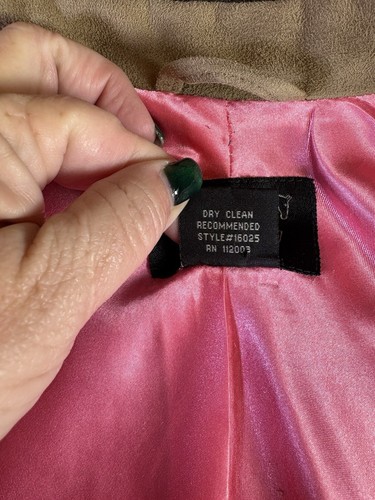 DRY CLEAN
RECOMMENDED
STYLE#16025
RN 112009